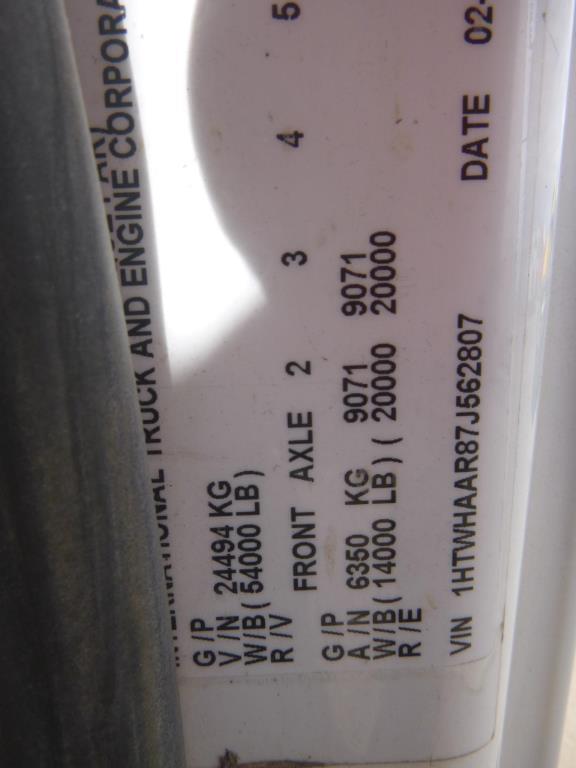 INTERNATIONAL TRUCK AND ENGINE CORPORA
G /P
V /N 24494 KG
W/B ( 54000 LB )
R /V FRONT AXLE 2 3 4 5
G /P
A /N 6350 KG 9071 9071
W/B ( 14000 LB ) ( 20000 20000
R /E
VIN 1HTWHAAR87J562807 DATE 02-